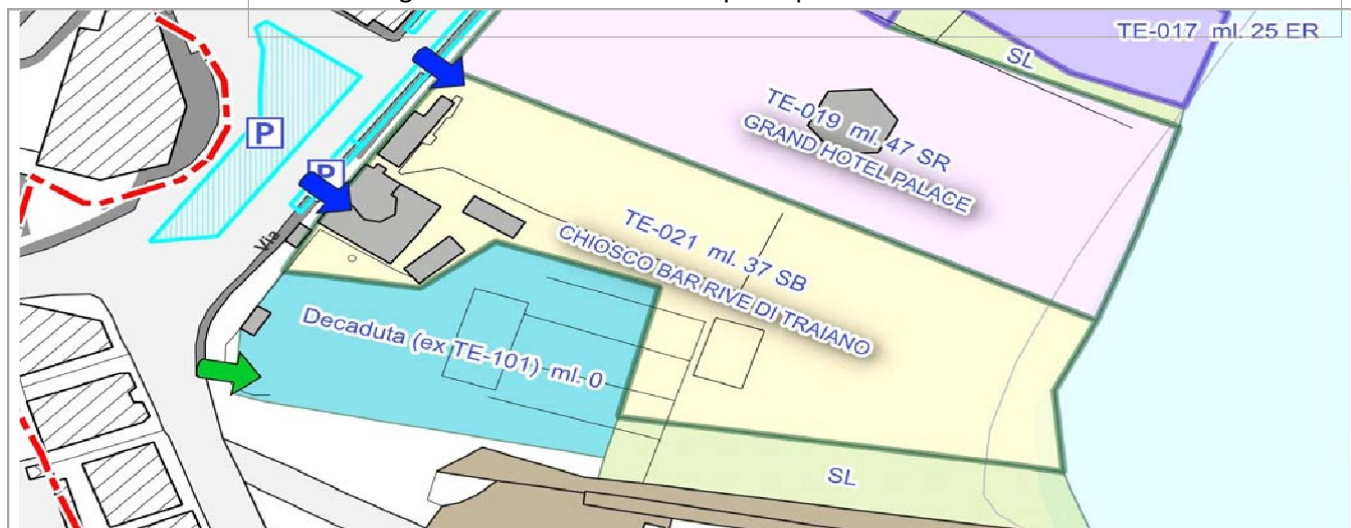 TE-017 ml. 25 ER
SL
TE-019 ml. 47 SR
GRAND HOTEL PALACE
P
P
Via
TE-021 ml. 37 SB
CHIOSCO BAR RIVE DI TRAIANO
Decaduta (ex TE-101) ml. 0
SL